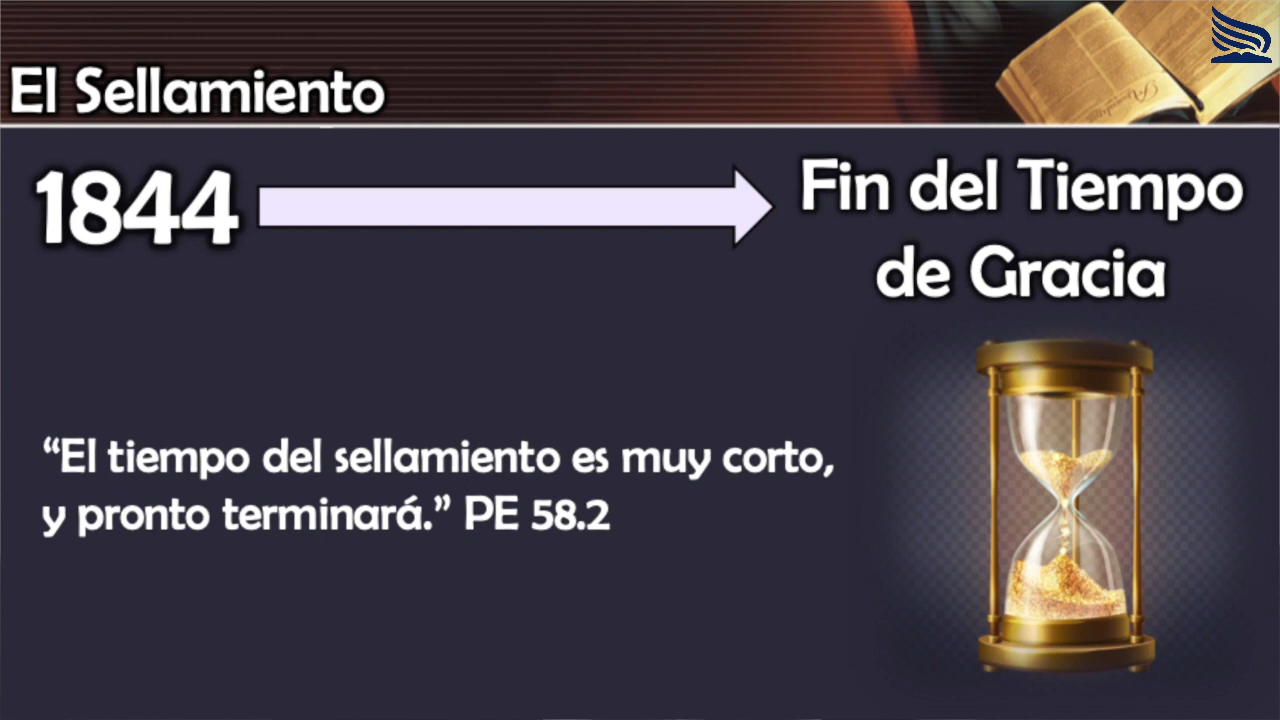 El Sellamiento
1844
Fin del Tiempo
de Gracia
“El tiempo del sellamiento es muy corto,
y pronto terminará.” PE 58.2